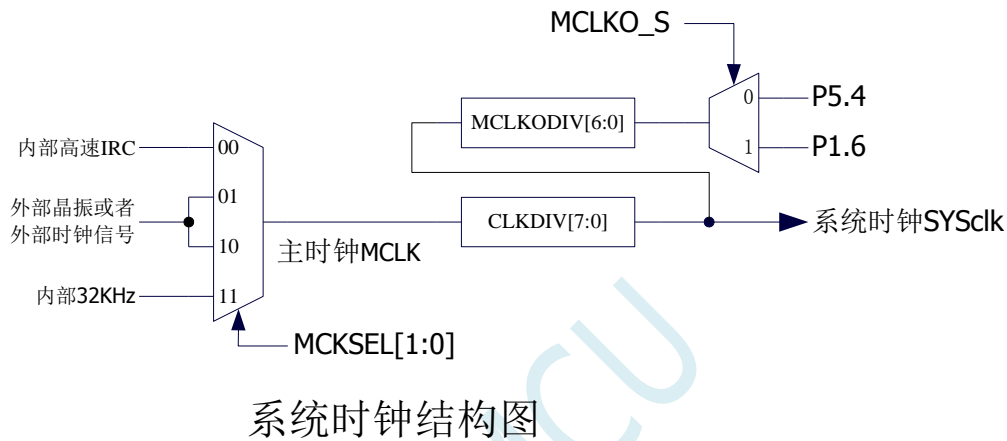 MCLKO_S
0
P5.4
MCLKODIV[6:0]
1
P1.6
内部高速IRC
00
01
外部晶振或者
外部时钟信号
10
CLKDIV[7:0]
系统时钟SYSclk
主时钟MCLK
内部32KHz
11
MCKSEL[1:0]
系统时钟结构图
MCU